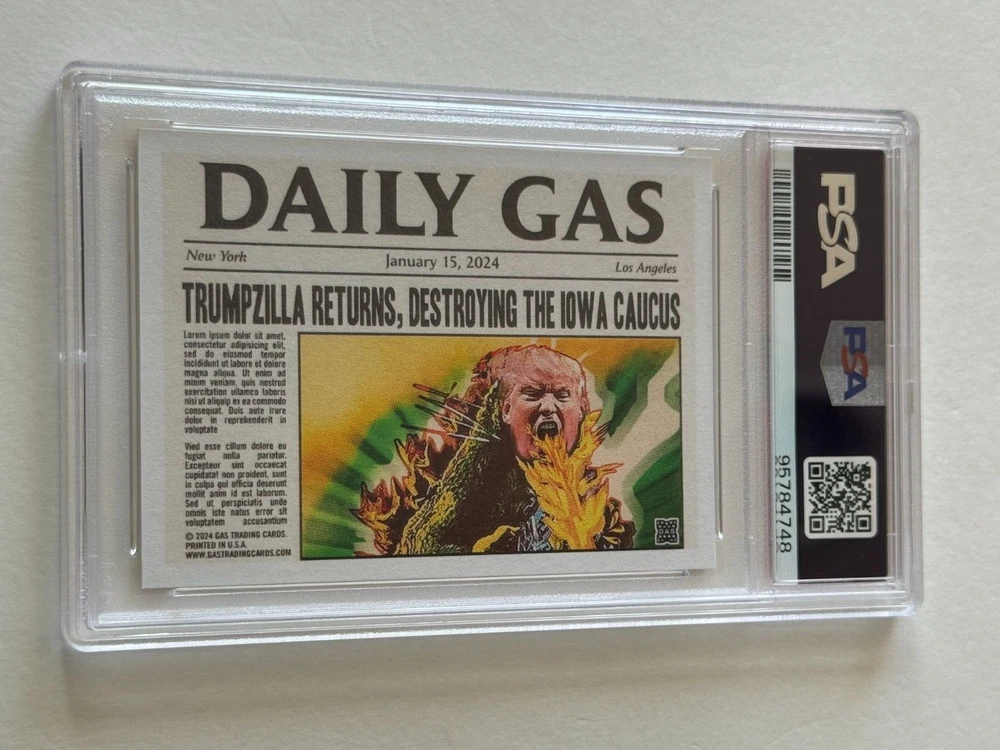 DAILY GAS
New York
January 15, 2024
Los Angeles
TRUMPZILLA RETURNS, DESTROYING THE IOWA CAUCUS
Lorem ipsum dolor sit amet,
consectetur adipisicing elit,
sed do eiusmod tempor
incididunt ut labore et dolore
magna aliqua. Ut enim ad
minim veniam, quis nostrud
exercitation ullamco laboris
nisi ut aliquip ex ea commodo
consequat. Duis aute irure
dolor in reprehenderit in
voluptate
Vied esse cillum dolore eu
fugiat nulla pariatur.
Excepteur sint occaecat
cupidatat non proident, sunt
in culpa qui officia deserunt
mollit anim id est laborum.
Sed ut perspiciatis unde
omnis iste natus error sit
voluptatem accusantium
© 2024 GAS TRADING CARDS.
PRINTED IN U.S.A.
WWW.GASTRADINGCARDS.COM
PSA
PSA
95784748